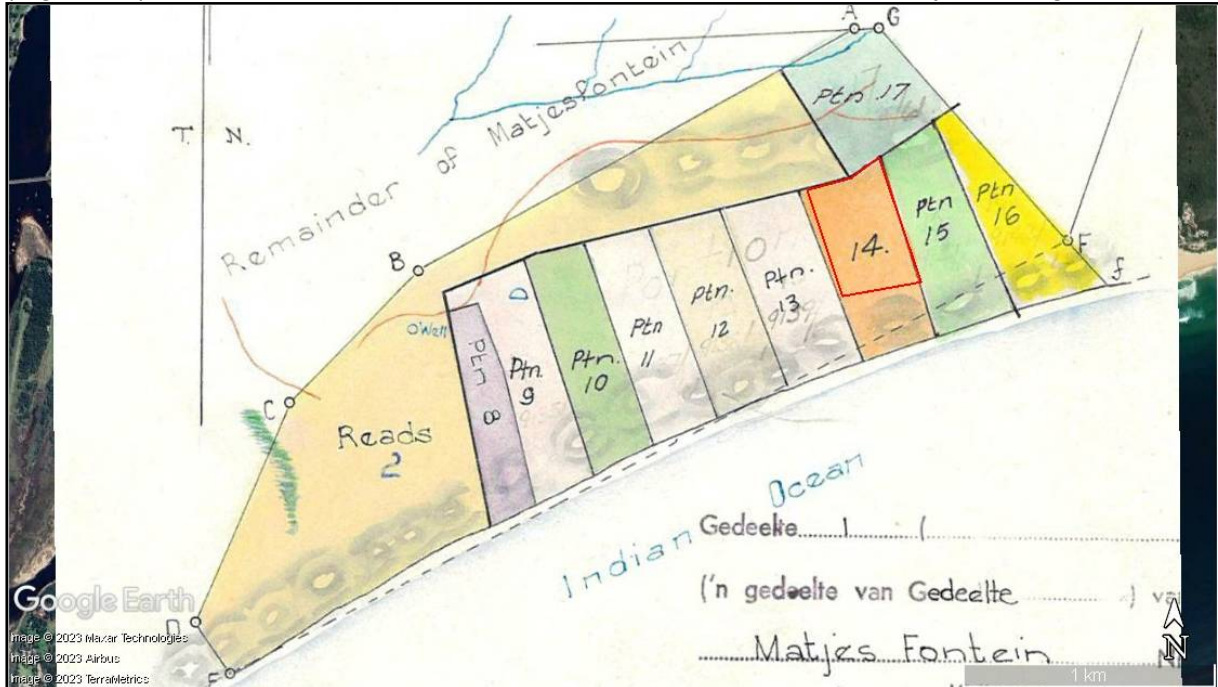 A G
Ptn 17
T. N.
Remainder of Matjesfontein
B
Ptn 16
Ptn 15
14.
F
f
Ptn. 13
Ptn. 12
Ptn 11
Ptn. 10
Ptn 9
Ptn 8
O'Well
C
Reads
2
Indian Ocean
Gedeelte 1 (
('n gedeelte van Gedeelte ) va
Matjes Fontein
D
E
Google Earth
Image © 2023 Maxar Technologies
Image © 2023 Airbus
Image © 2023 TerraMetrics
N
1 km